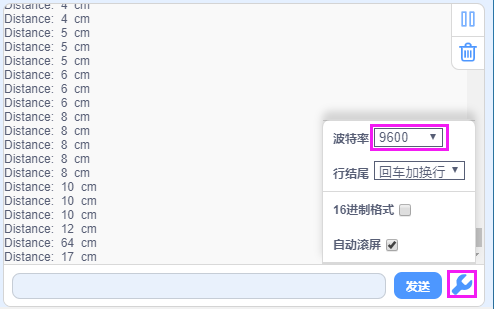 Distance: 4 cm
Distance: 4 cm
Distance: 5 cm
Distance: 5 cm
Distance: 5 cm
Distance: 6 cm
Distance: 6 cm
Distance: 6 cm
Distance: 8 cm
Distance: 8 cm
Distance: 8 cm
Distance: 8 cm
Distance: 8 cm
Distance: 10 cm
Distance: 10 cm
Distance: 10 cm
Distance: 12 cm
Distance: 64 cm
Distance: 17 cm
波特率 9600
行结尾 回车加换行
16进制格式
自动滚屏
发送